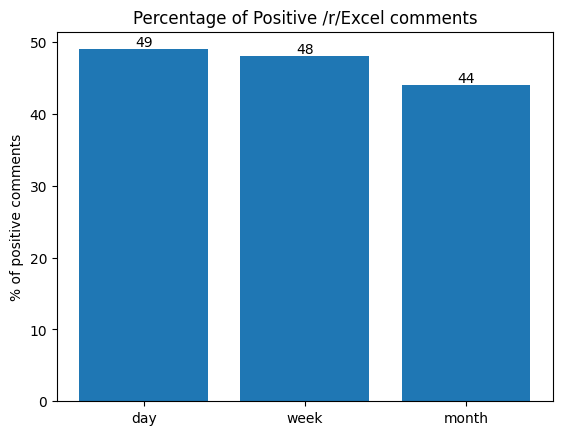 Percentage of Positive /r/Excel comments
% of positive comments
50
40
30
20
10
0
49
48
44
day
week
month